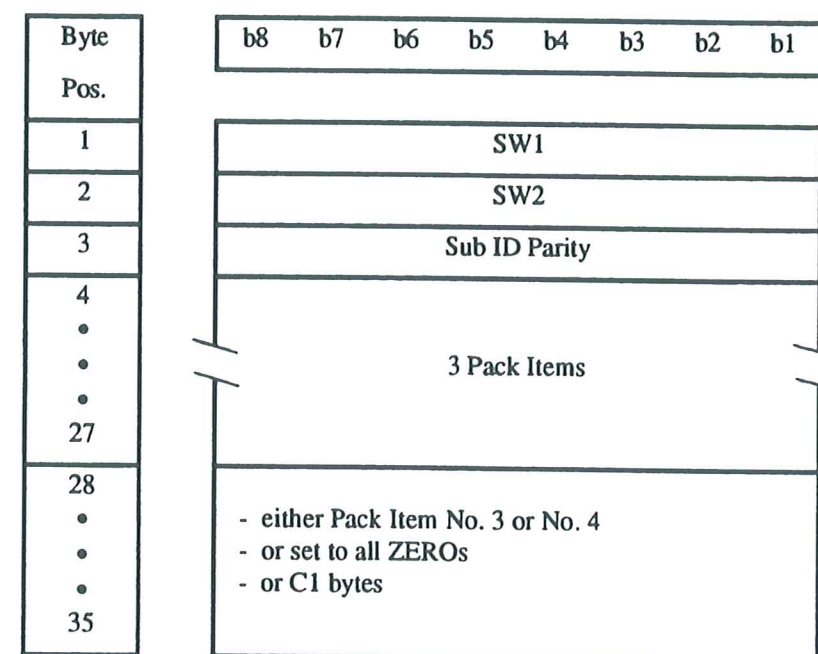 Byte Pos. b8 b7 b6 b5 b4 b3 b2 b1
1 SW1
2 SW2
3 Sub ID Parity
4
•
•
•
27
3 Pack Items
28
•
•
•
35
- either Pack Item No. 3 or No. 4
- or set to all ZEROs
- or C1 bytes